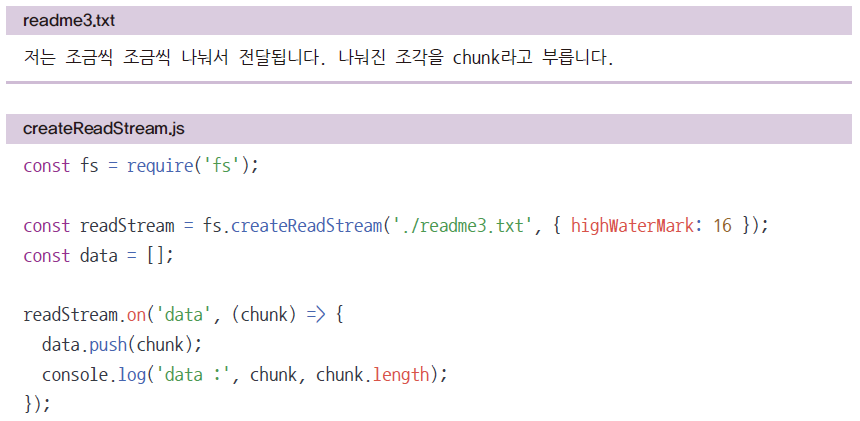 readme3.txt
저는 조금씩 조금씩 나눠서 전달됩니다. 나눠진 조각을 chunk라고 부릅니다.
createReadStream.js
const fs = require('fs');
const readStream = fs.createReadStream('./readme3.txt', { highWaterMark: 16 });
const data = [];
readStream.on('data', (chunk) => {
  data.push(chunk);
  console.log('data :', chunk, chunk.length);
});